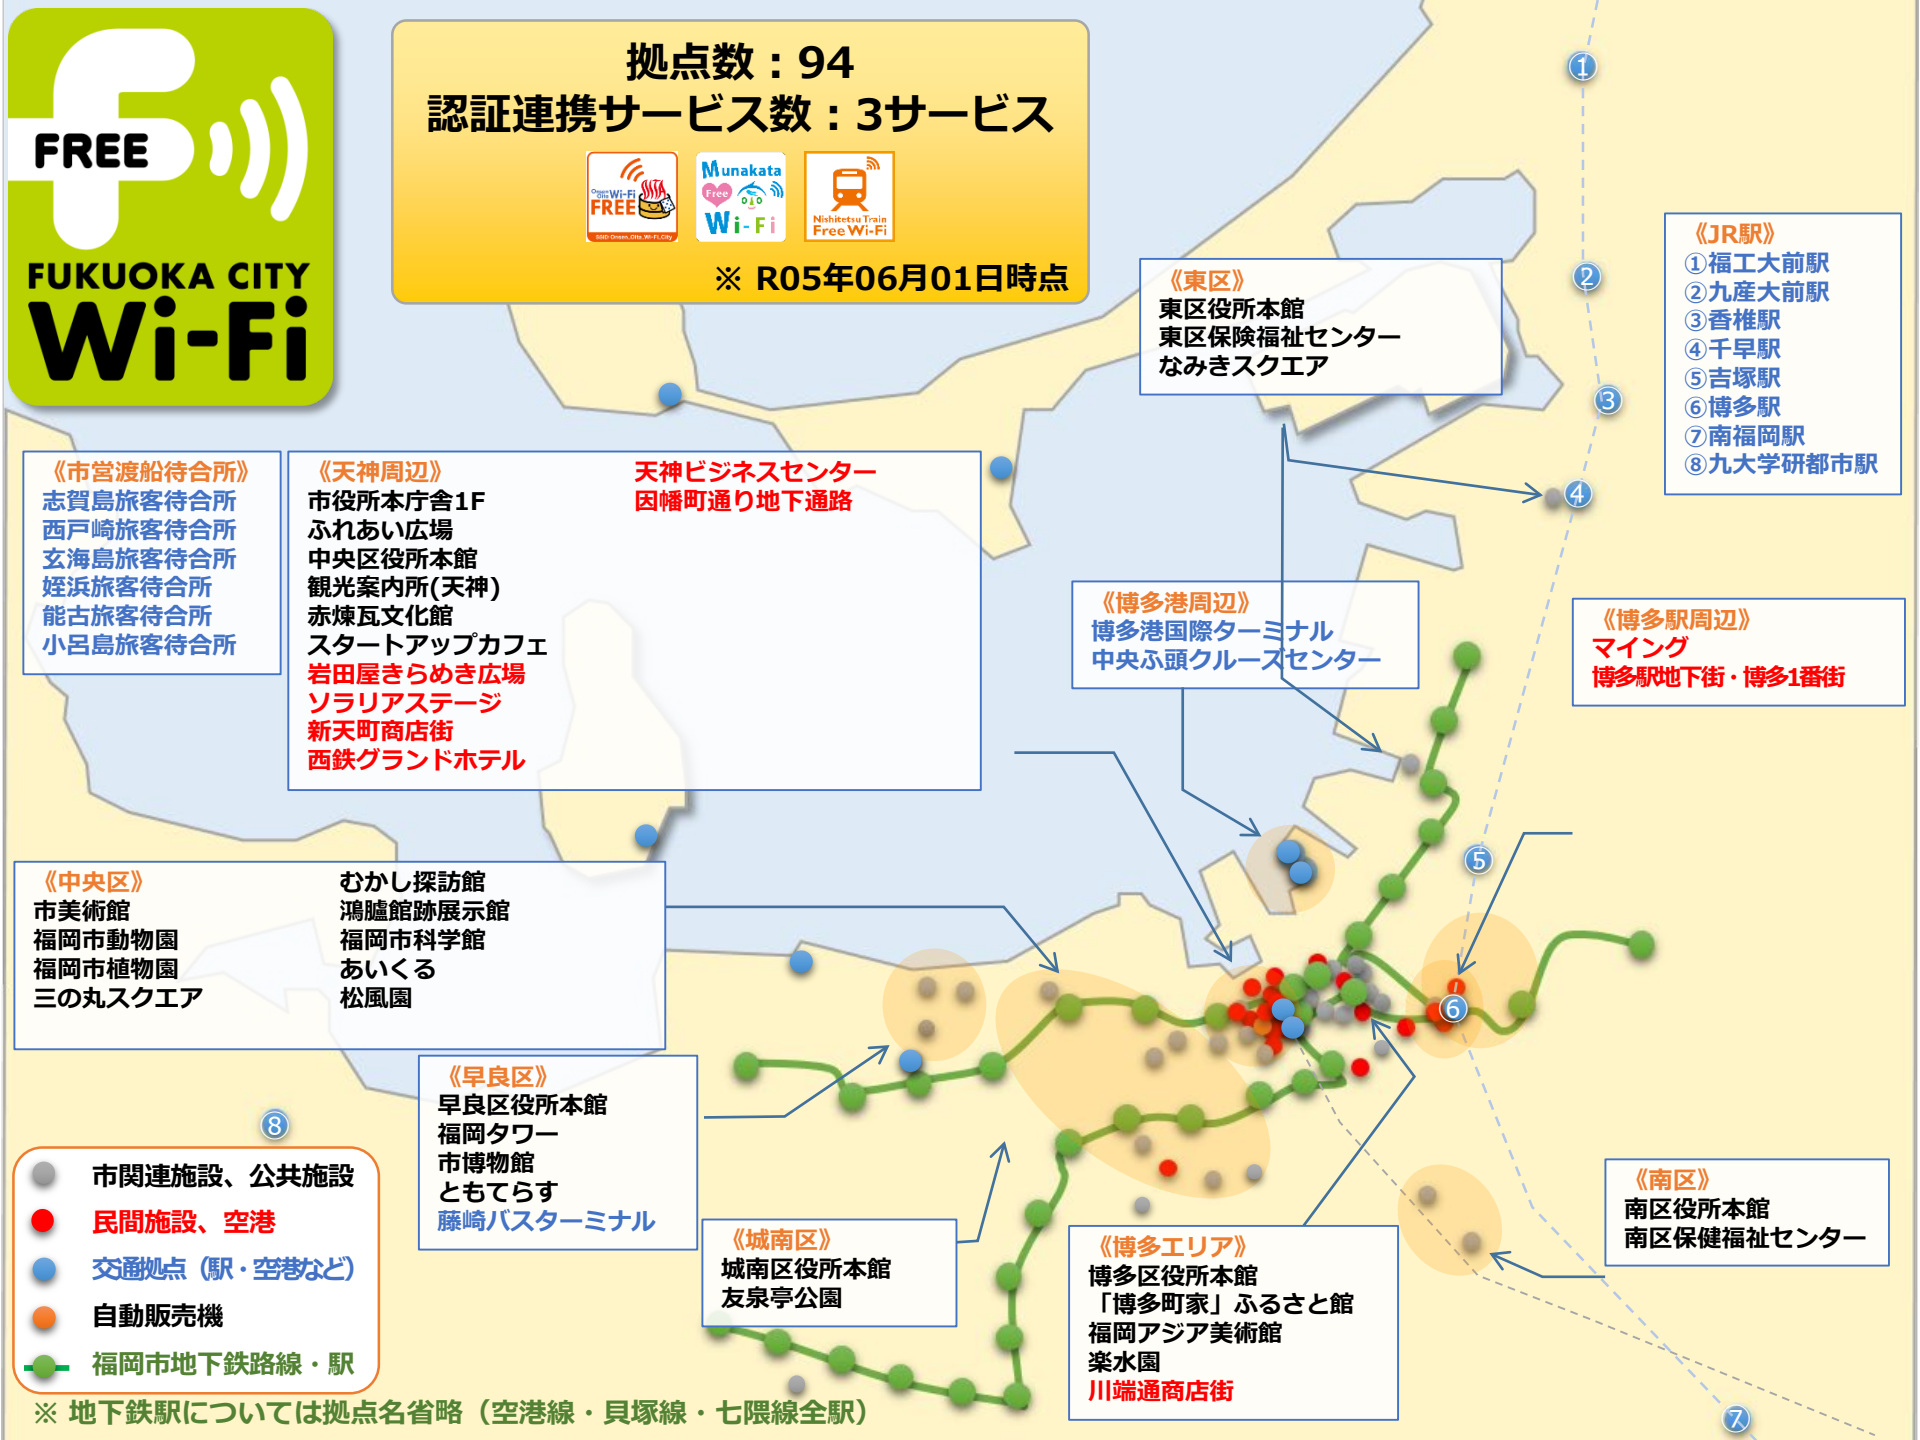 FREE
FUKUOKA CITY
Wi-Fi
拠点数：94
認証連携サービス数：3サービス
Onsen Oita Wi-Fi
FREE
SSID:Onsen_Oita_Wi-Fi_City
Munakata
Free
Wi-Fi
Nishitetsu Train
Free Wi-Fi
※ R05年06月01日時点
《JR駅》
①福工大前駅
②九産大前駅
③香椎駅
④千早駅
⑤吉塚駅
⑥博多駅
⑦南福岡駅
⑧九大学研都市駅
《東区》
東区役所本館
東区保険福祉センター
なみきスクエア
《市営渡船待合所》
志賀島旅客待合所
西戸崎旅客待合所
玄海島旅客待合所
姪浜旅客待合所
能古旅客待合所
小呂島旅客待合所
《天神周辺》
市役所本庁舎1F
ふれあい広場
中央区役所本館
観光案内所(天神)
赤煉瓦文化館
スタートアップカフェ
岩田屋きらめき広場
ソラリアステージ
新天町商店街
西鉄グランドホテル
天神ビジネスセンター
因幡町通り地下通路
《博多港周辺》
博多港国際ターミナル
中央ふ頭クルーズセンター
《博多駅周辺》
マイング
博多駅地下街・博多1番街
《中央区》
市美術館
福岡市動物園
福岡市植物園
三の丸スクエア
むかし探訪館
鴻臚館跡展示館
福岡市科学館
あいくる
松風園
《早良区》
早良区役所本館
福岡タワー
市博物館
ともてらす
藤崎バスターミナル
《城南区》
城南区役所本館
友泉亭公園
《博多エリア》
博多区役所本館
「博多町家」ふるさと館
福岡アジア美術館
楽水園
川端通商店街
《南区》
南区役所本館
南区保健福祉センター
①
②
③
④
⑤
⑥
⑦
⑧
市関連施設、公共施設
民間施設、空港
交通拠点（駅・空港など）
自動販売機
福岡市地下鉄路線・駅
※ 地下鉄駅については拠点名省略（空港線・貝塚線・七隈線全駅）